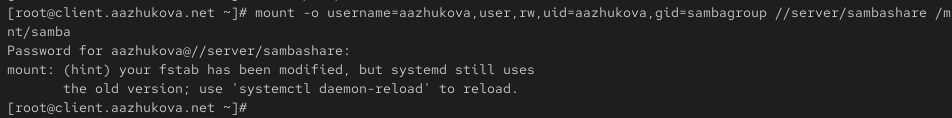 [root@client.aazhukova.net ~]# mount -o username=aazhukova,user,rw,uid=aazhukova,gid=sambagroup //server/sambashare /m
nt/samba
Password for aazhukova@//server/sambashare:
mount: (hint) your fstab has been modified, but systemd still uses
       the old version; use 'systemctl daemon-reload' to reload.
[root@client.aazhukova.net ~]#